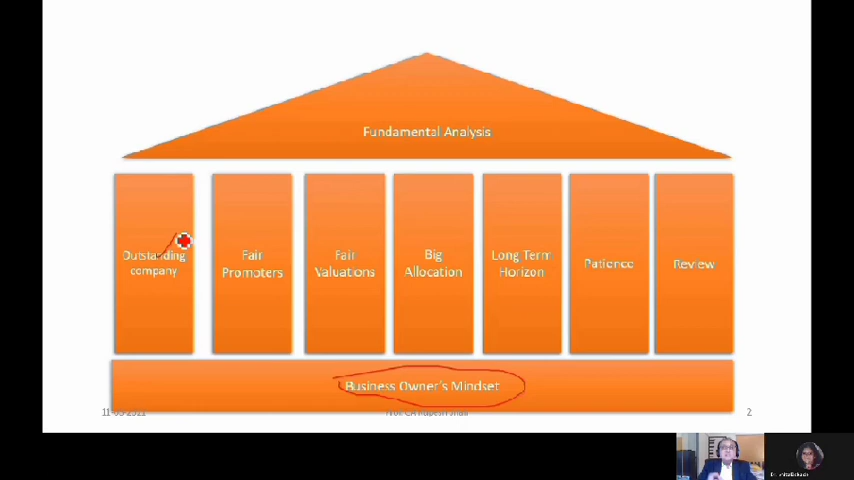 Fundamental Analysis
Outstanding
company
Fair
Promoters
Fair
Valuations
Big
Allocation
Long Term
Horizon
Patience
Review
Business Owner's Mindset
2